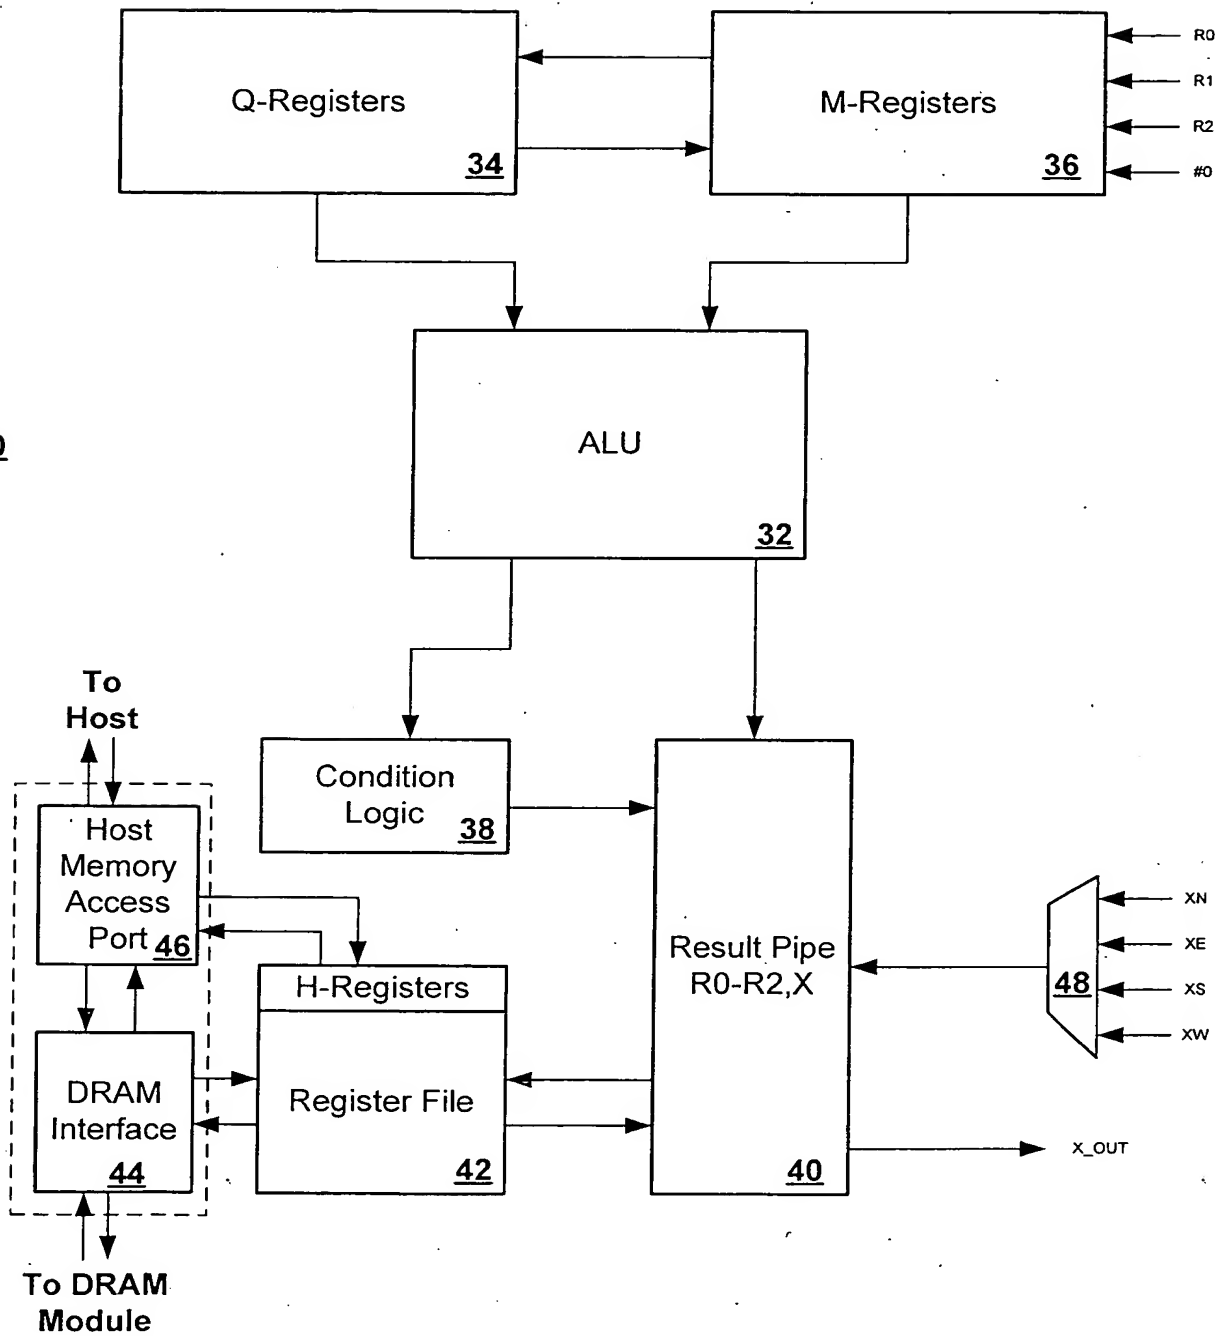 Q-Registers
34
M-Registers
36
R0
R1
R2
#0
ALU
32
To
Host
Condition
Logic
38
Host
Memory
Access
Port
46
H-Registers
Register File
42
DRAM
Interface
44
Result Pipe
R0-R2,X
40
48
XN
XE
XS
XW
X_OUT
To DRAM
Module